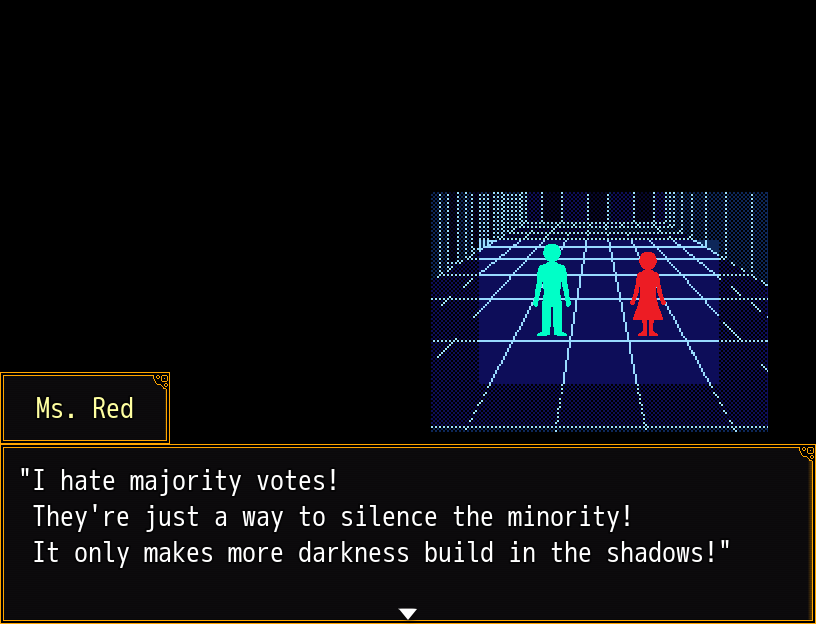 Ms. Red
"I hate majority votes!
They're just a way to silence the minority!
It only makes more darkness build in the shadows!"